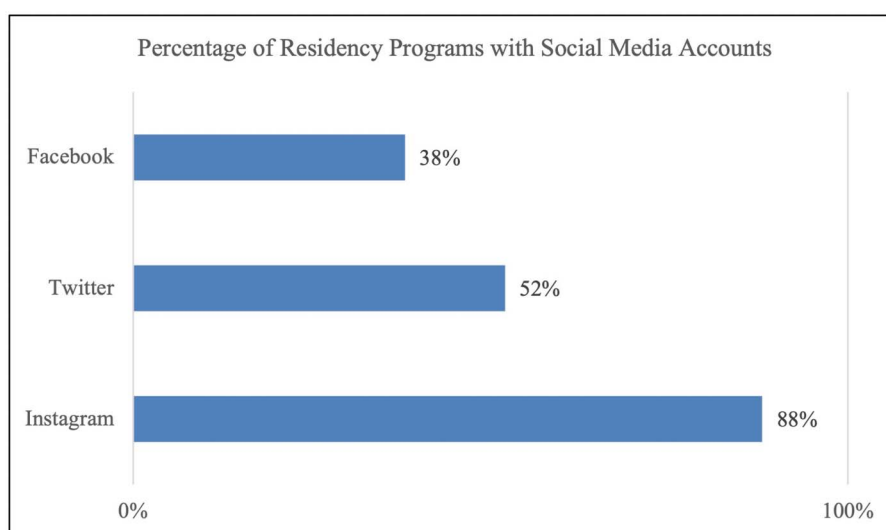 Percentage of Residency Programs with Social Media Accounts
Facebook
38%
Twitter
52%
Instagram
88%
0%
100%